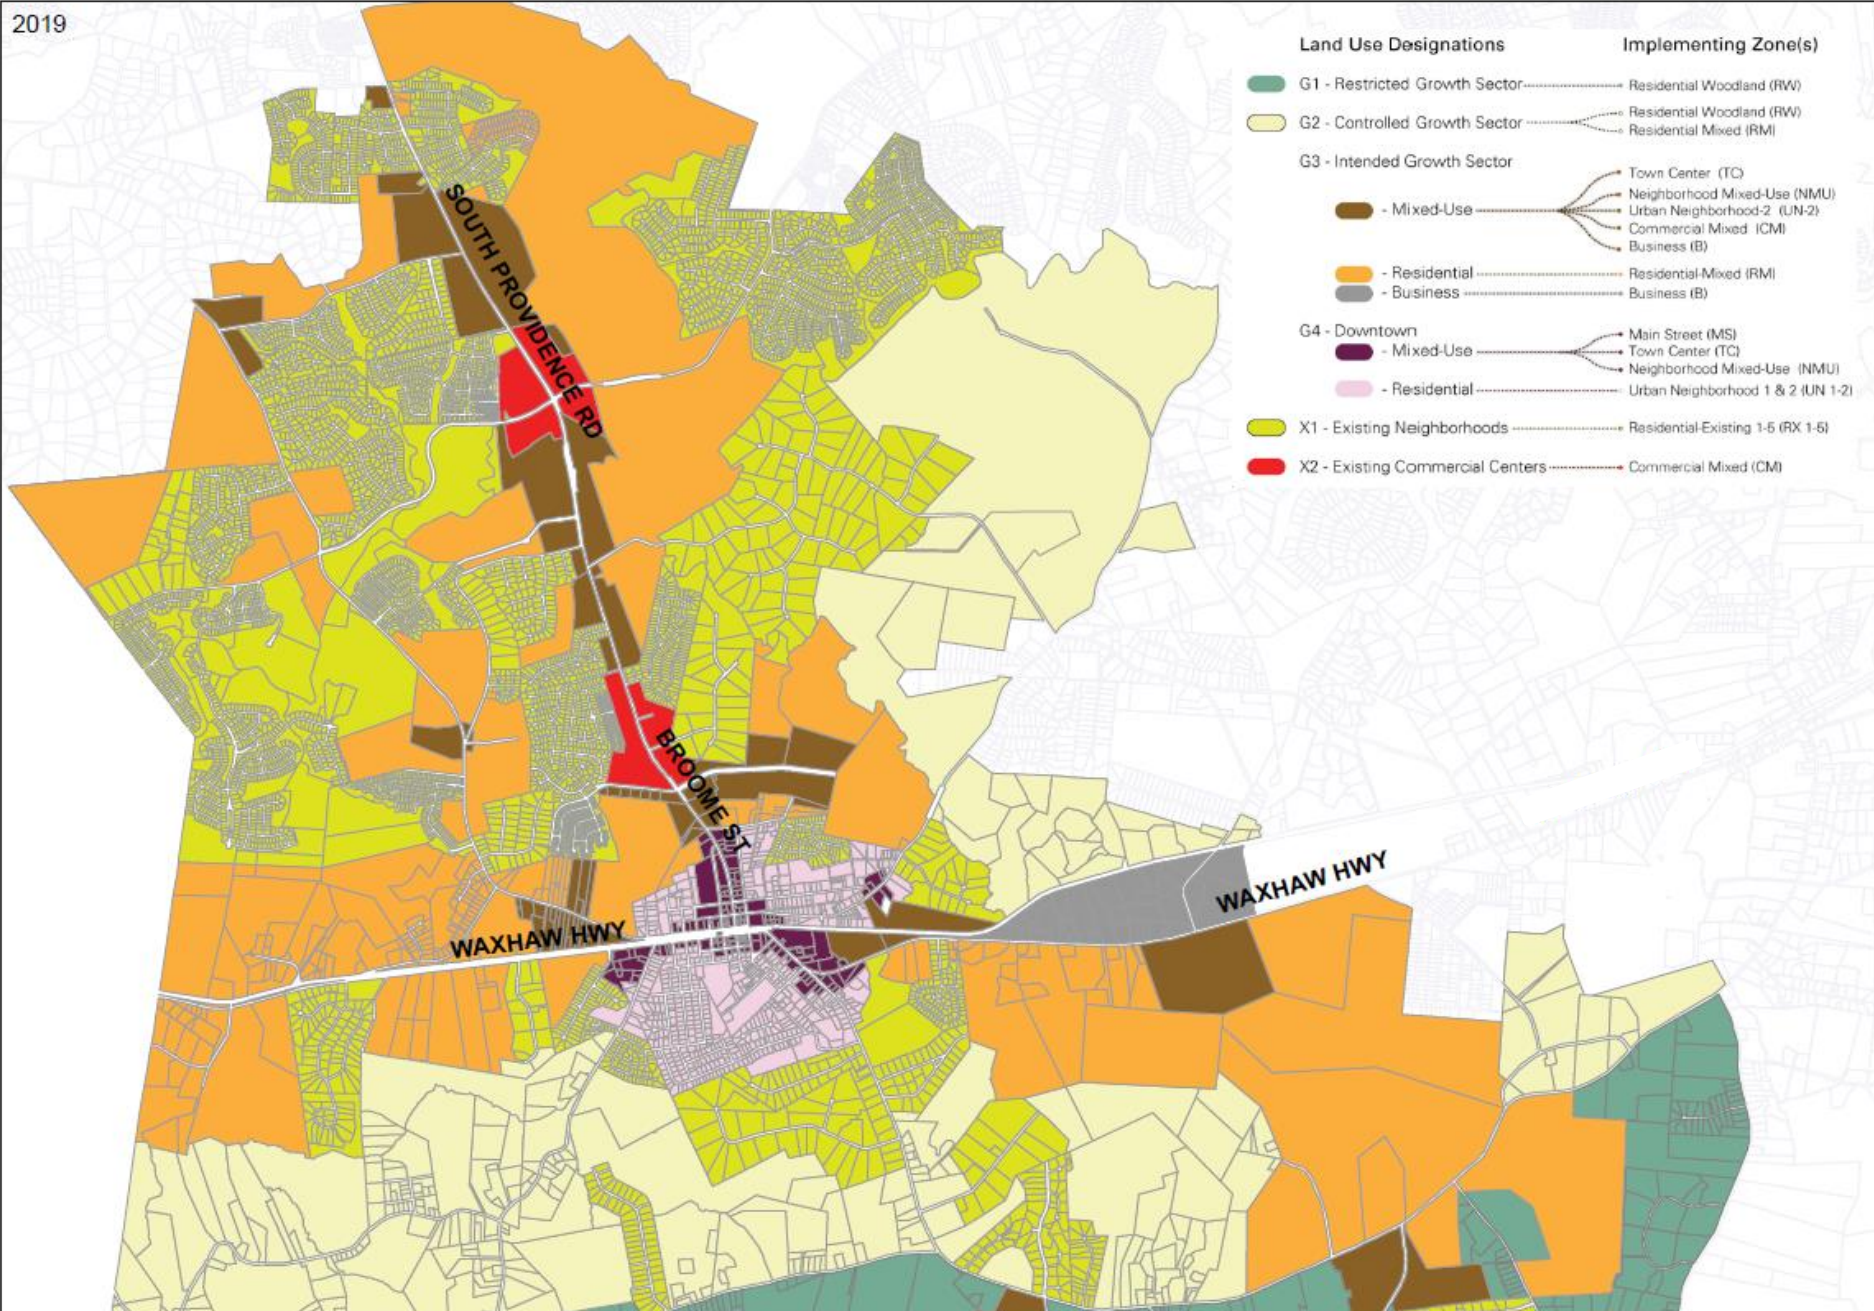 2019
Land Use Designations Implementing Zone(s)
G1 - Restricted Growth Sector Residential Woodland (RW)
G2 - Controlled Growth Sector Residential Woodland (RW)
Residential Mixed (RM)
G3 - Intended Growth Sector
- Mixed-Use Town Center (TC)
Neighborhood Mixed-Use (NMU)
Urban Neighborhood-2 (UN-2)
Commercial Mixed (CM)
Business (B)
- Residential Residential-Mixed (RM)
- Business Business (B)
G4 - Downtown
- Mixed-Use Main Street (MS)
Town Center (TC)
Neighborhood Mixed-Use (NMU)
- Residential Urban Neighborhood 1 & 2 (UN 1-2)
X1 - Existing Neighborhoods Residential-Existing 1-5 (RX 1-5)
X2 - Existing Commercial Centers Commercial Mixed (CM)
SOUTH PROVIDENCE RD
BROOME ST
WAXHAW HWY
WAXHAW HWY